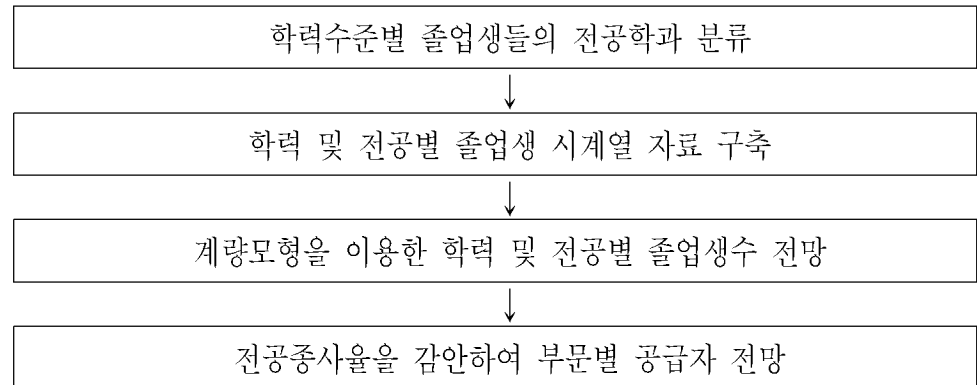 학력수준별 졸업생들의 전공학과 분류
학력 및 전공별 졸업생 시계열 자료 구축
계량모형을 이용한 학력 및 전공별 졸업생수 전망
전공종사율을 감안하여 부문별 공급자 전망